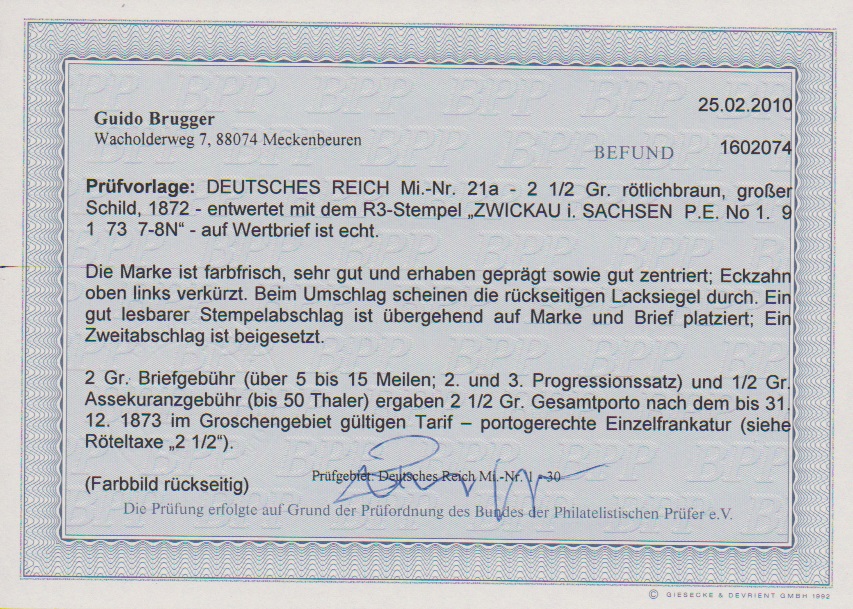 25.02.2010
Guido Brugger
Wacholderweg 7, 88074 Meckenbeuren
BEFUND 1602074
Prüfvorlage: DEUTSCHES REICH Mi.-Nr. 21a - 2 1/2 Gr. rötlichbraun, großer
Schild, 1872 - entwertet mit dem R3-Stempel „ZWICKAU i. SACHSEN P.E. No 1. 9
1 73 7-8N“ - auf Wertbrief ist echt.
Die Marke ist farbfrisch, sehr gut und erhaben geprägt sowie gut zentriert; Eckzahn
oben links verkürzt. Beim Umschlag scheinen die rückseitigen Lacksiegel durch. Ein
gut lesbarer Stempelabschlag ist übergehend auf Marke und Brief platziert; Ein
Zweitabschlag ist beigesetzt.
2 Gr. Briefgebühr (über 5 bis 15 Meilen; 2. und 3. Progressionssatz) und 1/2 Gr.
Assekuranzgebühr (bis 50 Thaler) ergaben 2 1/2 Gr. Gesamtporto nach dem bis 31.
12. 1873 im Groschengebiet gültigen Tarif – portogerechte Einzelfrankatur (siehe
Röteltaxe „2 1/2“).
Prüfgebiet: Deutsches Reich Mi.-Nr. 1 -30
(Farbbild rückseitig)
Die Prüfung erfolgte auf Grund der Prüfordnung des Bundes der Philatelistischen Prüfer e.V.
© GIESECKE & DEVRIENT GMBH 1992